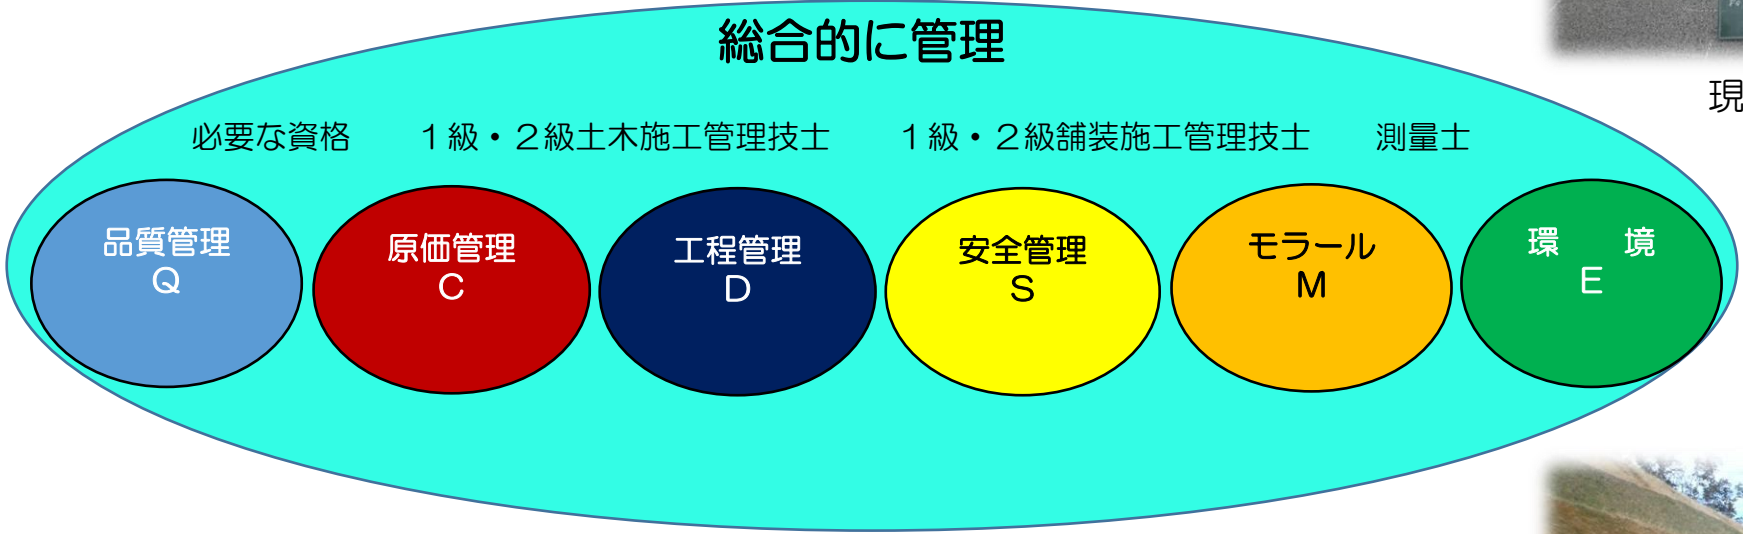 総合的に管理
現
必要な資格　　１級・２級土木施工管理技士　　１級・２級舗装施工管理技士　　測量士
品質管理
Q
原価管理
C
工程管理
D
安全管理
S
モラール
M
環　　境
E